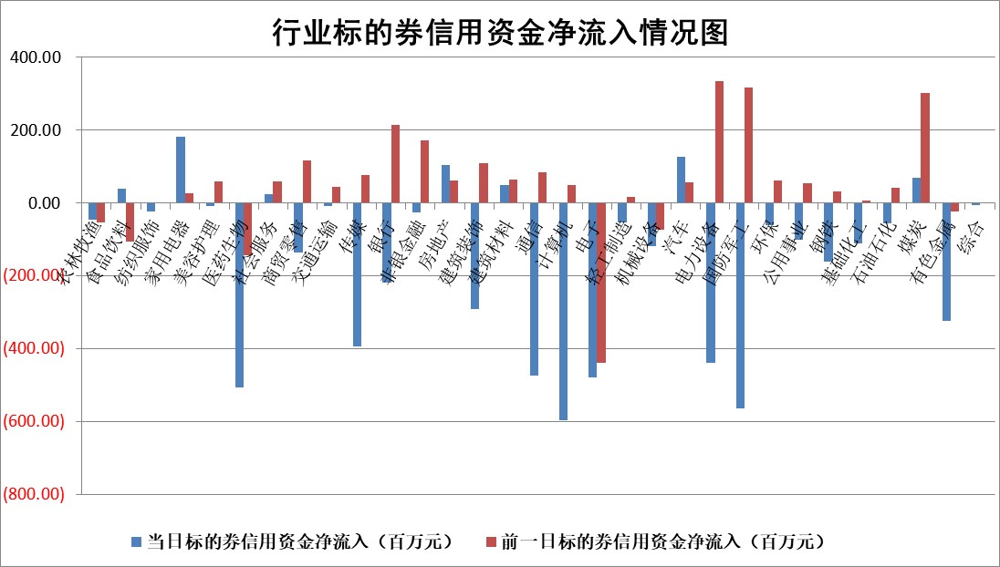 行业标的券信用资金净流入情况图
400.00
200.00
0.00
(200.00)
(400.00)
(600.00)
(800.00)
农林牧渔
食品饮料
纺织服饰
家用电器
美容护理
医药生物
社会服务
商贸零售
交通运输
传媒
银行
非银金融
房地产
建筑装饰
建筑材料
通信
计算机
电子
轻工制造
机械设备
汽车
电力设备
国防军工
环保
公用事业
钢铁
基础化工
石油石化
煤炭
有色金属
综合
当日标的券信用资金净流入（百万元）
前一日标的券信用资金净流入（百万元）